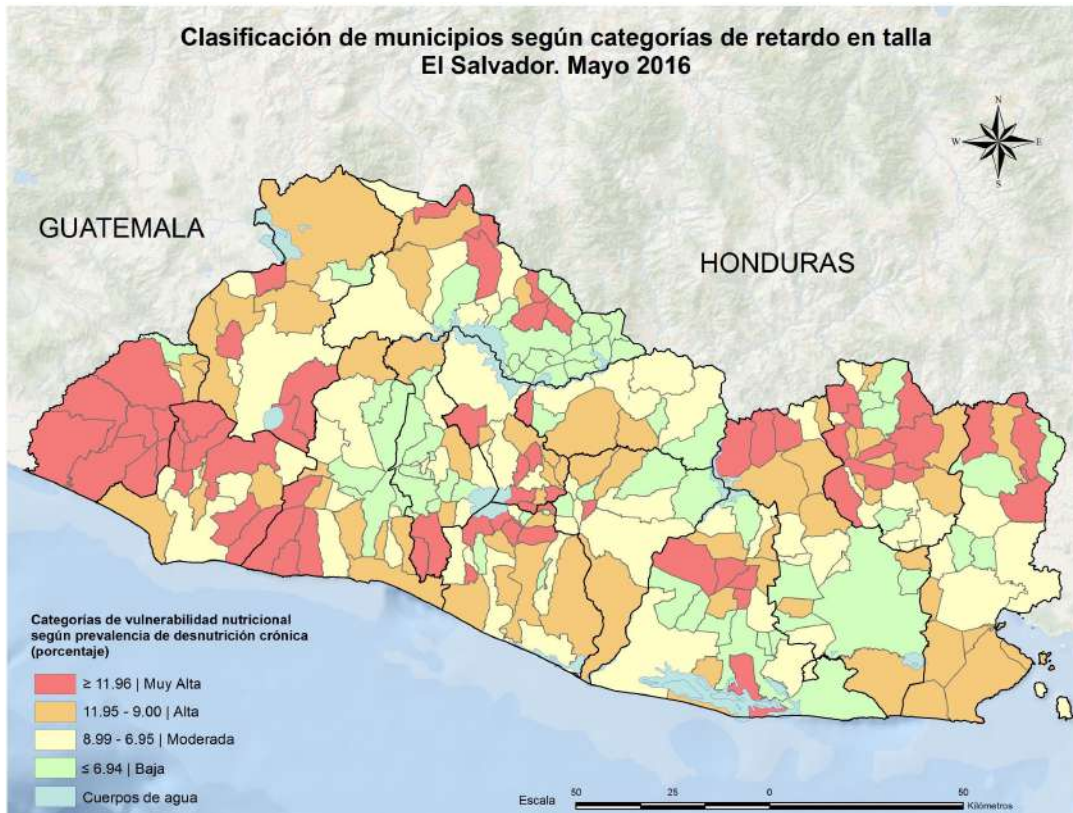 Clasificación de municipios según categorías de retardo en talla
El Salvador. Mayo 2016
N
W
E
S
GUATEMALA
HONDURAS
Categorías de vulnerabilidad nutricional
según prevalencia de desnutrición crónica
(porcentaje)
≥ 11.96 | Muy Alta
11.95 - 9.00 | Alta
8.99 - 6.95 | Moderada
≤ 6.94 | Baja
Cuerpos de agua
Escala
50 25 0 50
Kilómetros